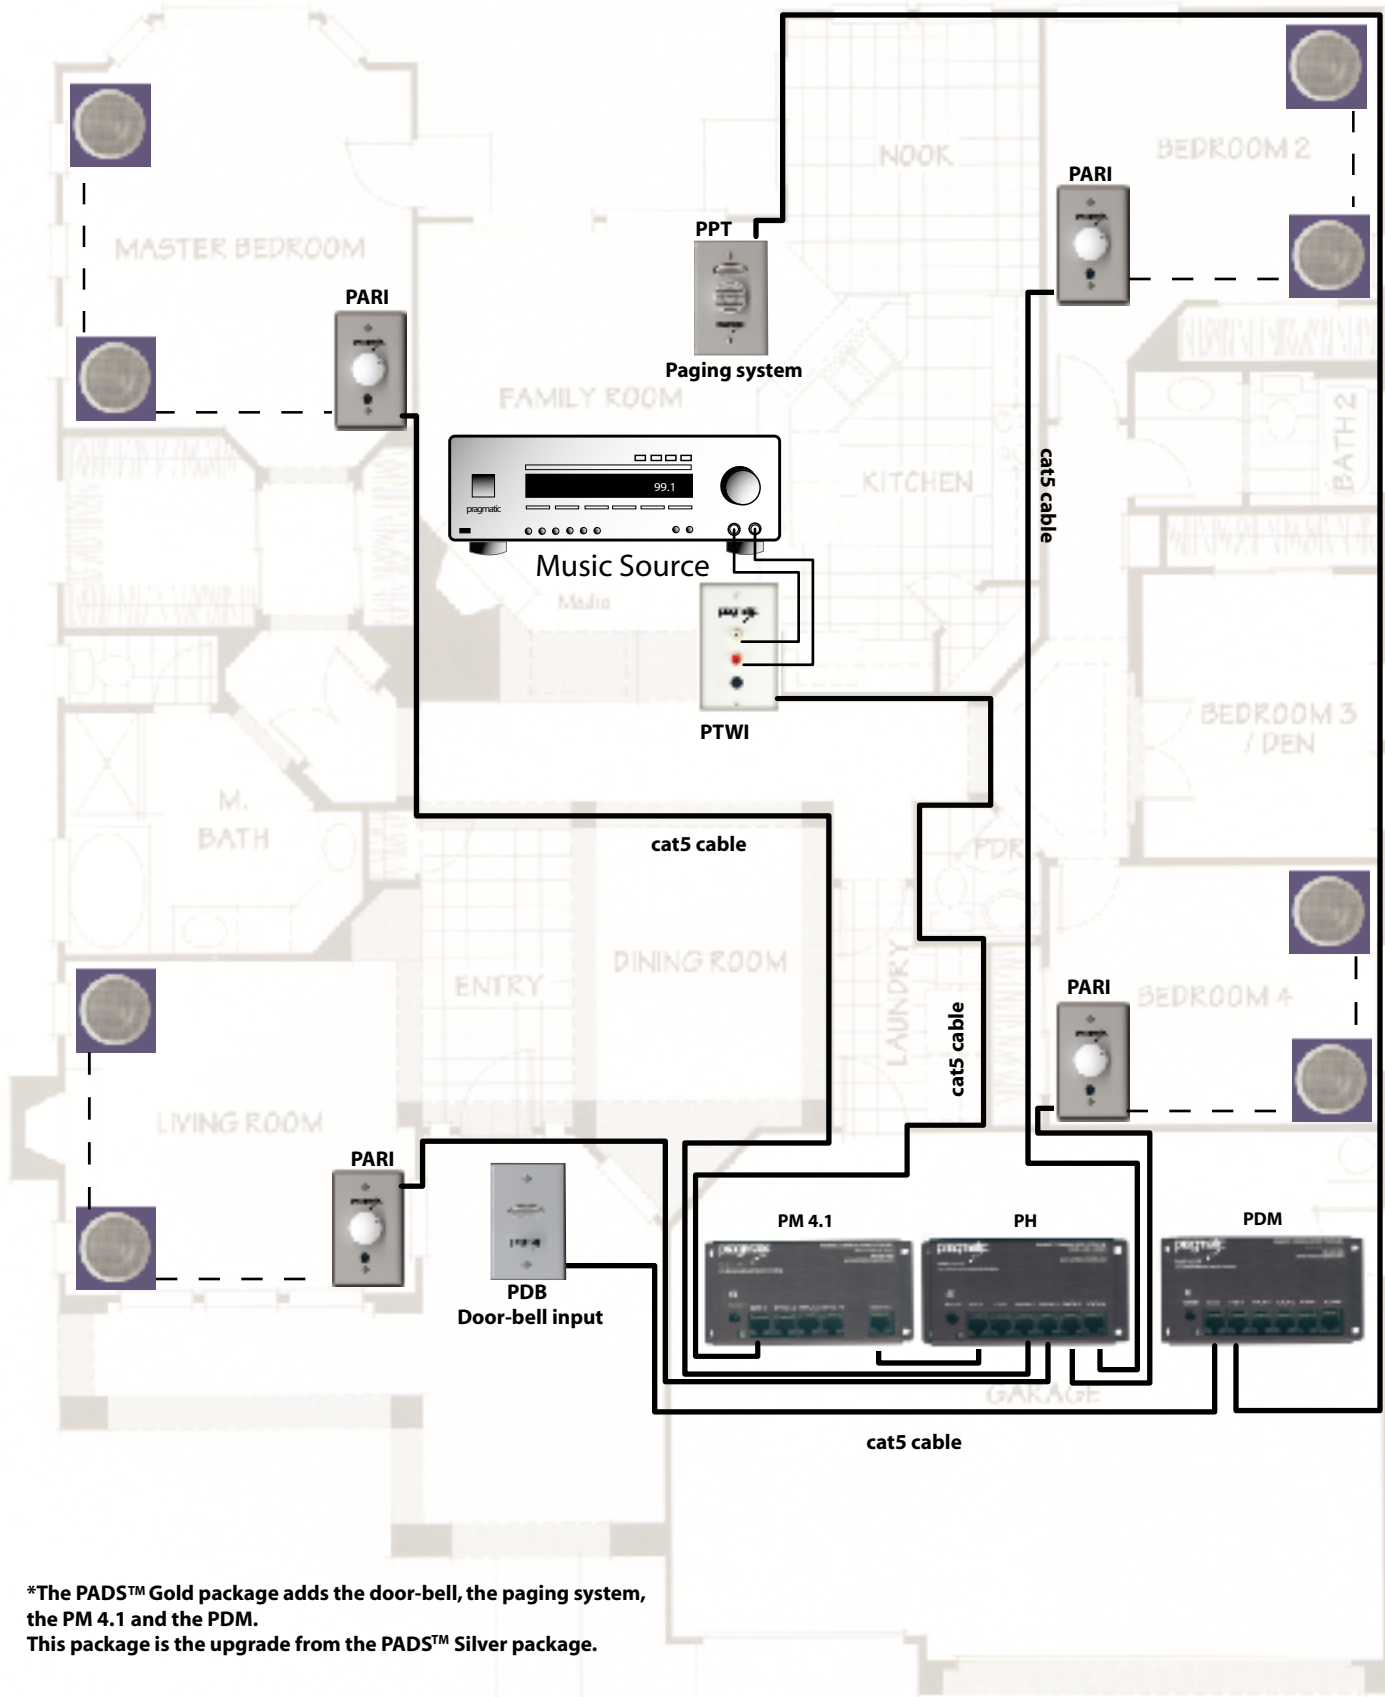 NOOK
BEDROOM 2
PARI
PPT
MASTER BEDROOM
PARI
Paging system
FAMILY ROOM
BATH 2
cat5 cable
KITCHEN
99.1
pragmatic
Music Source
Media
PTWI
BEDROOM 3
/ DEN
M.
BATH
cat5 cable
PDR
DINING ROOM
ENTRY
LAUNDRY
cat5 cable
PARI
BEDROOM 4
LIVING ROOM
PARI
PM 4.1
PH
PDM
pragmatic
pragmatic
pragmatic
PDB
Door-bell input
GARAGE
cat5 cable
*The PADS™ Gold package adds the door-bell, the paging system,
the PM 4.1 and the PDM.
This package is the upgrade from the PADS™ Silver package.